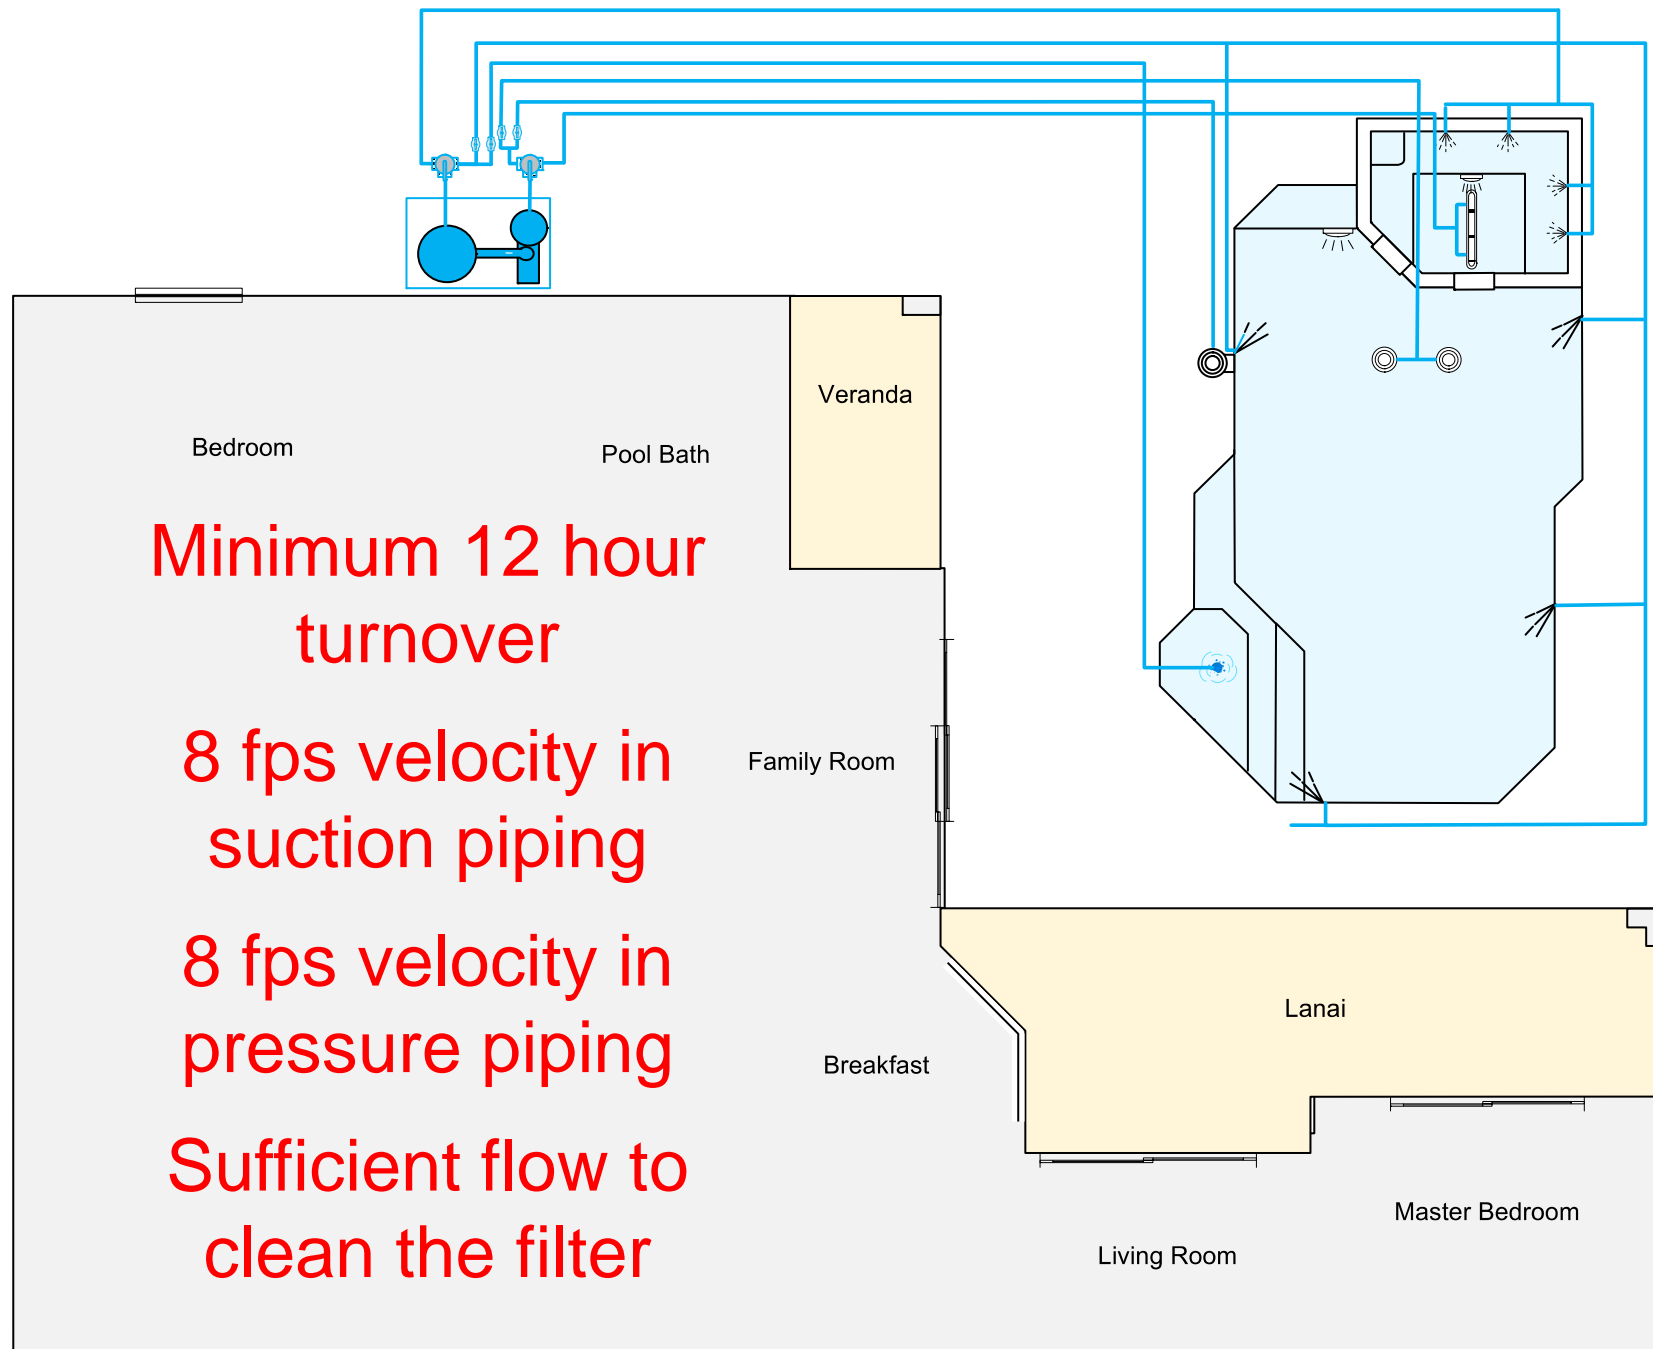 Veranda
Bedroom
Pool Bath
Minimum 12 hour
turnover
8 fps velocity in
suction piping
Family Room
8 fps velocity in
pressure piping
Lanai
Breakfast
Sufficient flow to
clean the filter
Master Bedroom
Living Room